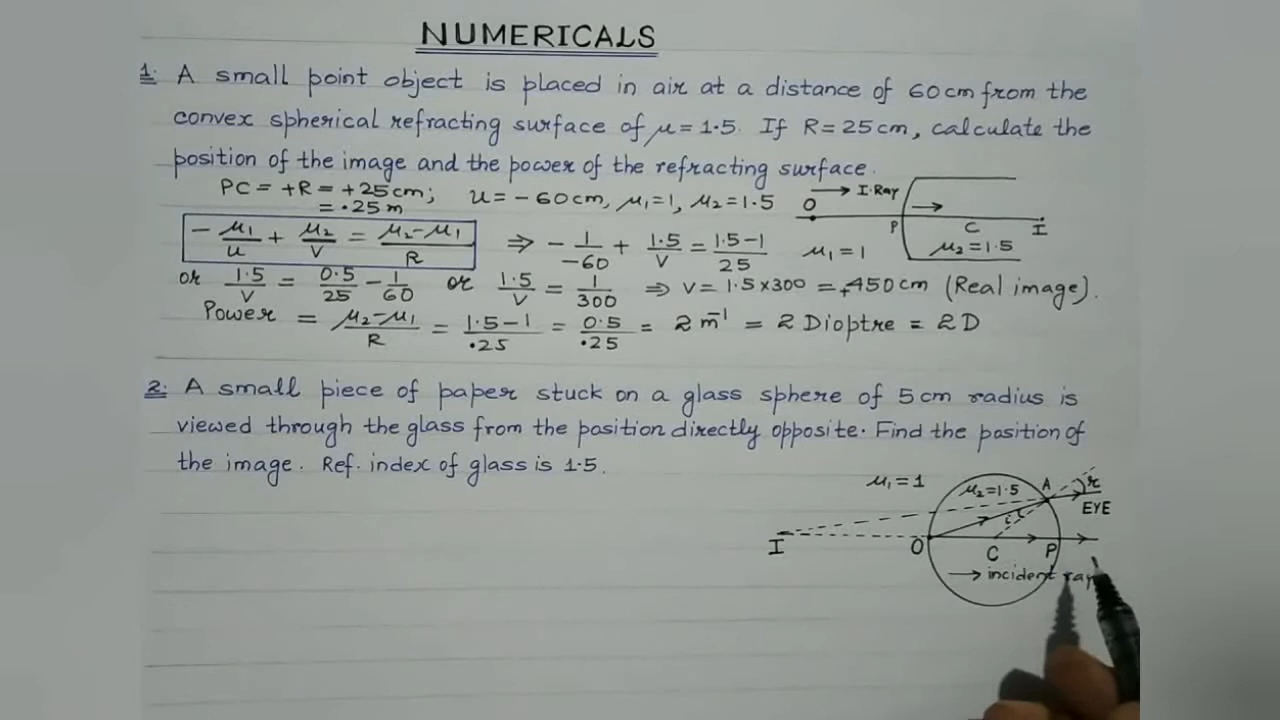 NUMERICALS
1. A small point object is placed in air at a distance of 60 cm from the
convex spherical refracting surface of μ = 1.5. If R = 25 cm, calculate the
position of the image and the power of the refracting surface.
PC = +R = +25 cm; u = -60 cm, μ₁ = 1, μ₂ = 1.5
= .25 m
O → I. Ray
P C I
μ₁ = 1 μ₂ = 1.5
-μ₁/u + μ₂/v = μ₂-μ₁/R ⇒ -1/-60 + 1.5/v = 1.5-1/25
or 1.5/v = 0.5/25 - 1/60 or 1.5/v = 1/300 ⇒ v = 1.5×300 = +450 cm (Real image).
Power = μ₂-μ₁/R = 1.5-1/.25 = 0.5/.25 = 2 m⁻¹ = 2 Dioptre = 2D
2. A small piece of paper stuck on a glass sphere of 5 cm radius is
viewed through the glass from the position directly opposite. Find the position of
the image. Ref. index of glass is 1.5.
μ₁ = 1 μ₂ = 1.5 A r
i EYE
I O C P
→ incident ray